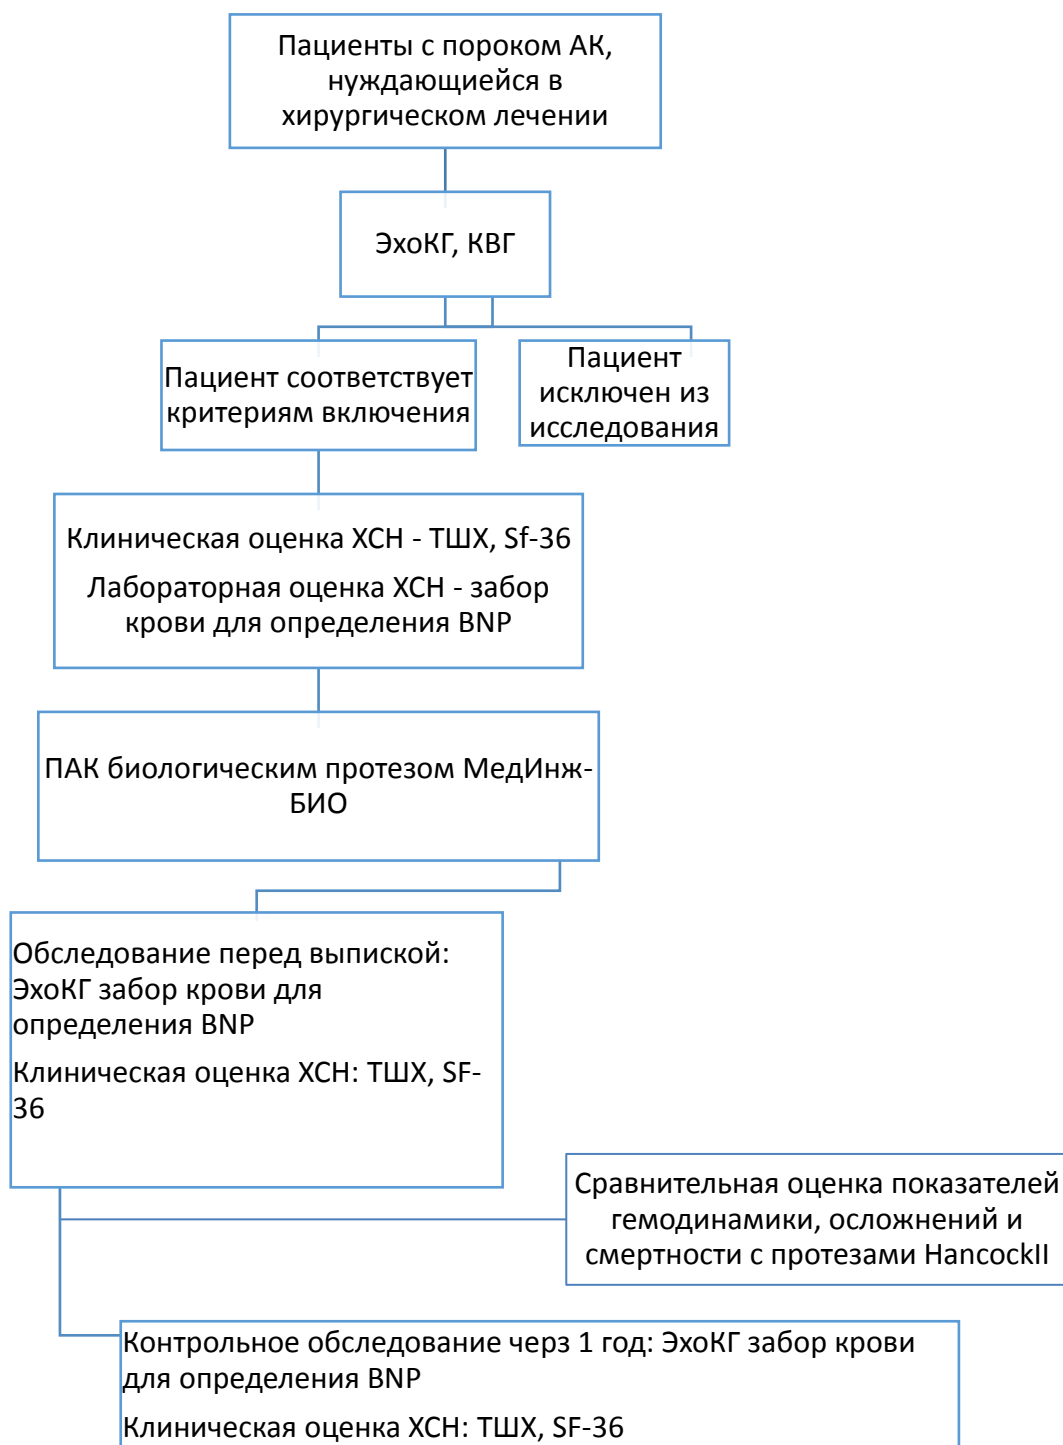 Пациенты с пороком АК,
нуждающиейся в
хирургическом лечении
ЭхоКГ, КВГ
Пациент соответствует
критериям включения
Пациент
исключен из
исследования
Клиническая оценка ХСН - ТШХ, Sf-36
Лабораторная оценка ХСН - забор
крови для определения BNP
ПАК биологическим протезом МедИнж-
БИО
Обследование перед выпиской:
ЭхоКГ забор крови для
определения BNP
Клиническая оценка ХСН: ТШХ, SF-
36
Сравнительная оценка показателей
гемодинамики, осложнений и
смертности с протезами HancockII
Контрольное обследование черз 1 год: ЭхоКГ забор крови
для определения BNP
Клиническая оценка ХСН: ТШХ, SF-36